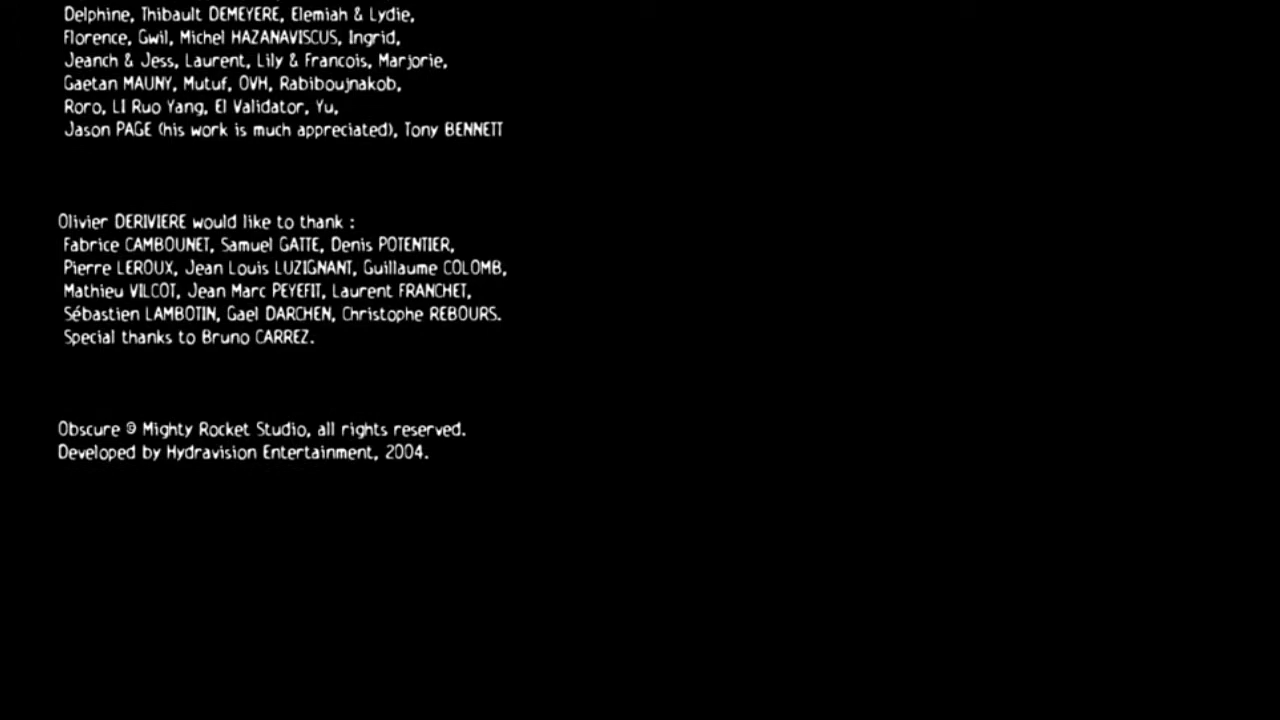 Delphine, Thibault DEMEYERE, Elemiah & Lydie,
Florence, Gwil, Michel HAZANAVISCUS, Ingrid,
Jeanch & Jess, Laurent, Lily & Francois, Marjorie,
Gaetan MAUNY, Mutuf, OVH, Rabiboujnakob,
Roro, LI Ruo Yang, El Validator, Yu,
Jason PAGE (his work is much appreciated), Tony BENNETT
Olivier DERIVIERE would like to thank :
Fabrice CAMBOUNET, Samuel GATTE, Denis POTENTIER,
Pierre LEROUX, Jean Louis LUZIGNANT, Guillaume COLOMB,
Mathieu VILCOT, Jean Marc PEYEFIT, Laurent FRANCHET,
Sébastien LAMBOTIN, Gael DARCHEN, Christophe REBOURS.
Special thanks to Bruno CARREZ.
Obscure © Mighty Rocket Studio, all rights reserved.
Developed by Hydravision Entertainment, 2004.